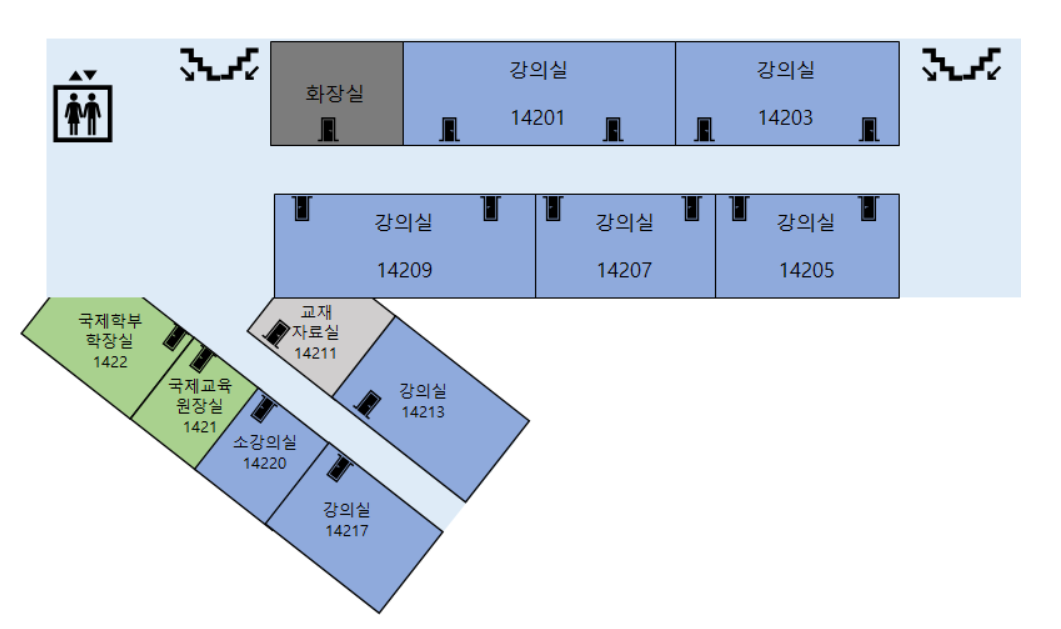 화장실
강의실
14201
강의실
14203
강의실
14209
강의실
14207
강의실
14205
국제학부
학장실
1422
교재
자료실
14211
국제교육
원장실
1421
강의실
14213
소강의실
14220
강의실
14217